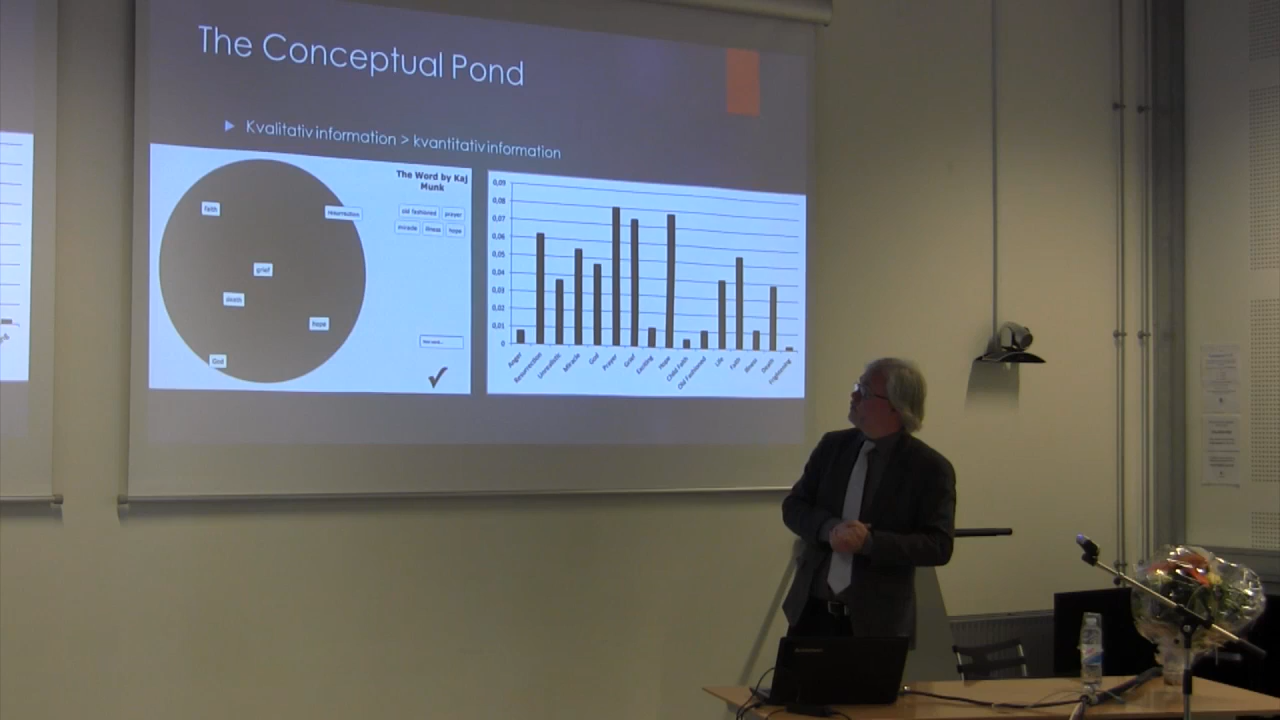 The Conceptual Pond
Kvalitativ information > kvantitativ information
The Word by Kaj
Munk
old fashioned prayer
miracle illness hope
faith
resurrection
grief
death
hope
God
0,09
0,08
0,07
0,06
0,05
0,04
0,03
0,02
0,01
0
Anger
Resurrection
Unrealistic
Miracle
God
Prayer
Grief
Exciting
Hope
Child Faith
Old Fashioned
Life
Faith
Illness
Death
Frightening